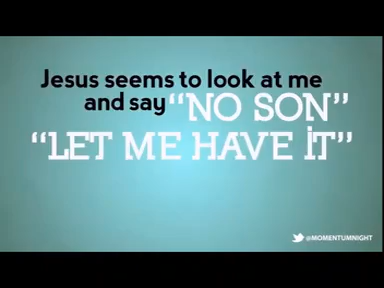 Jesus seems to look at me
and say “NO SON”
“LET ME HAVE iT”
@MOMENTUMNIGHT